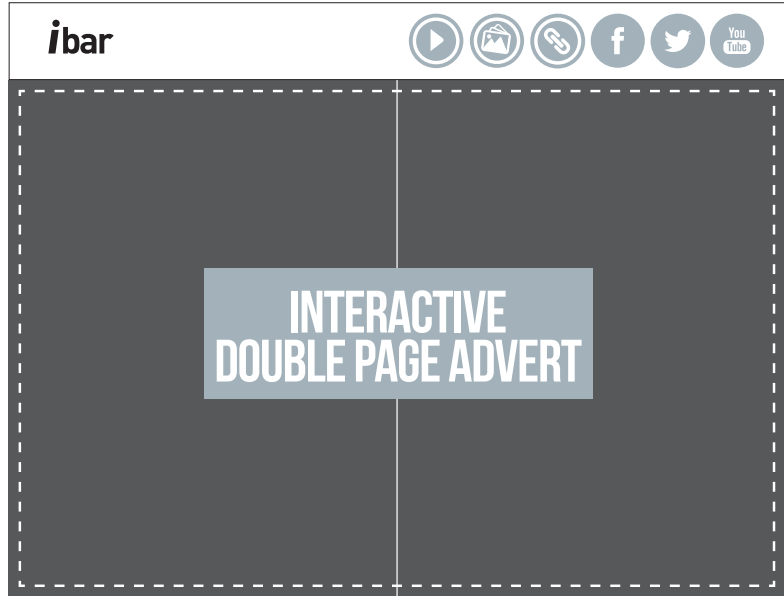 ibar
f
You
Tube
INTERACTIVE
DOUBLE PAGE ADVERT